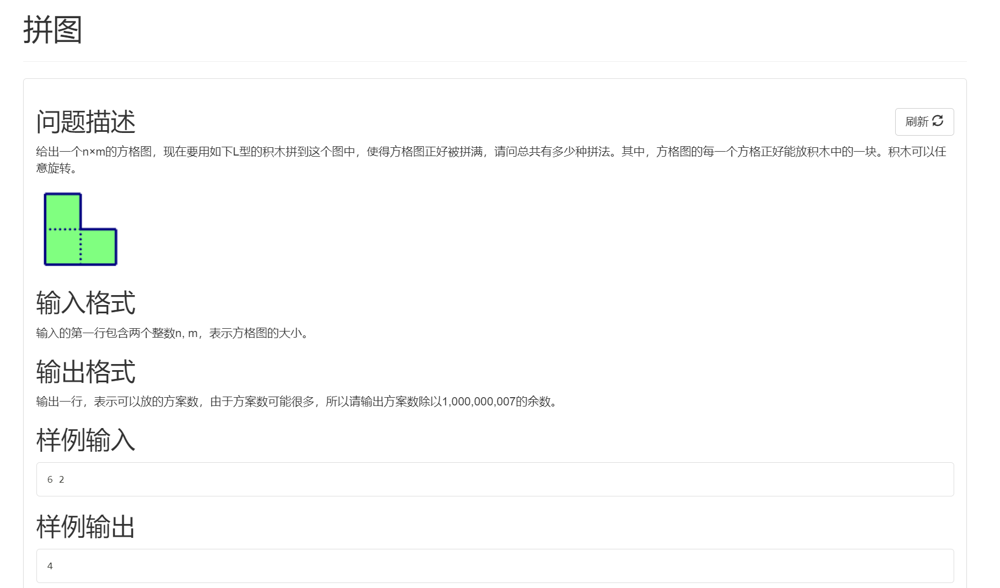 拼图
问题描述
刷新
给出一个n×m的方格图，现在要用如下L型的积木拼到这个图中，使得方格图正好被拼满，请问总共有多少种拼法。其中，方格图的每一个方格正好能放积木中的一块。积木可以任
意旋转。
输入格式
输入的第一行包含两个整数n, m，表示方格图的大小。
输出格式
输出一行，表示可以放的方案数，由于方案数可能很多，所以请输出方案数除以1,000,000,007的余数。
样例输入
6 2
样例输出
4